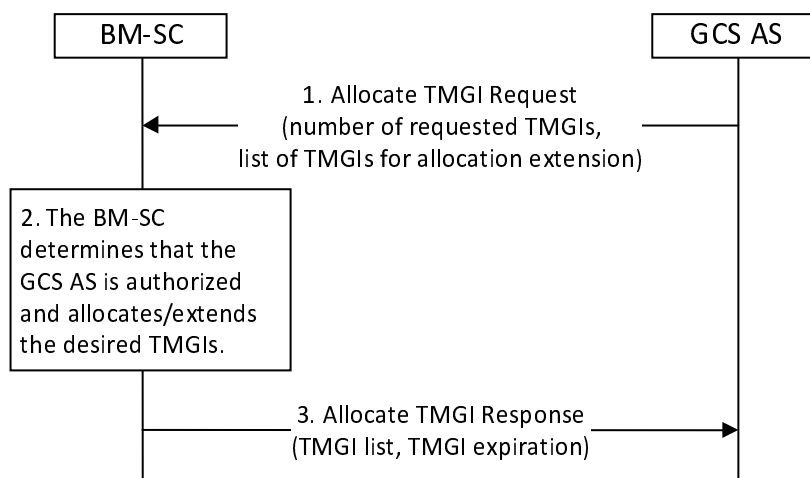 BM-SC
GCS AS
1. Allocate TMGI Request
(number of requested TMGIs,
list of TMGIs for allocation extension)
2. The BM-SC
determines that the
GCS AS is authorized
and allocates/extends
the desired TMGIs.
3. Allocate TMGI Response
(TMGI list, TMGI expiration)